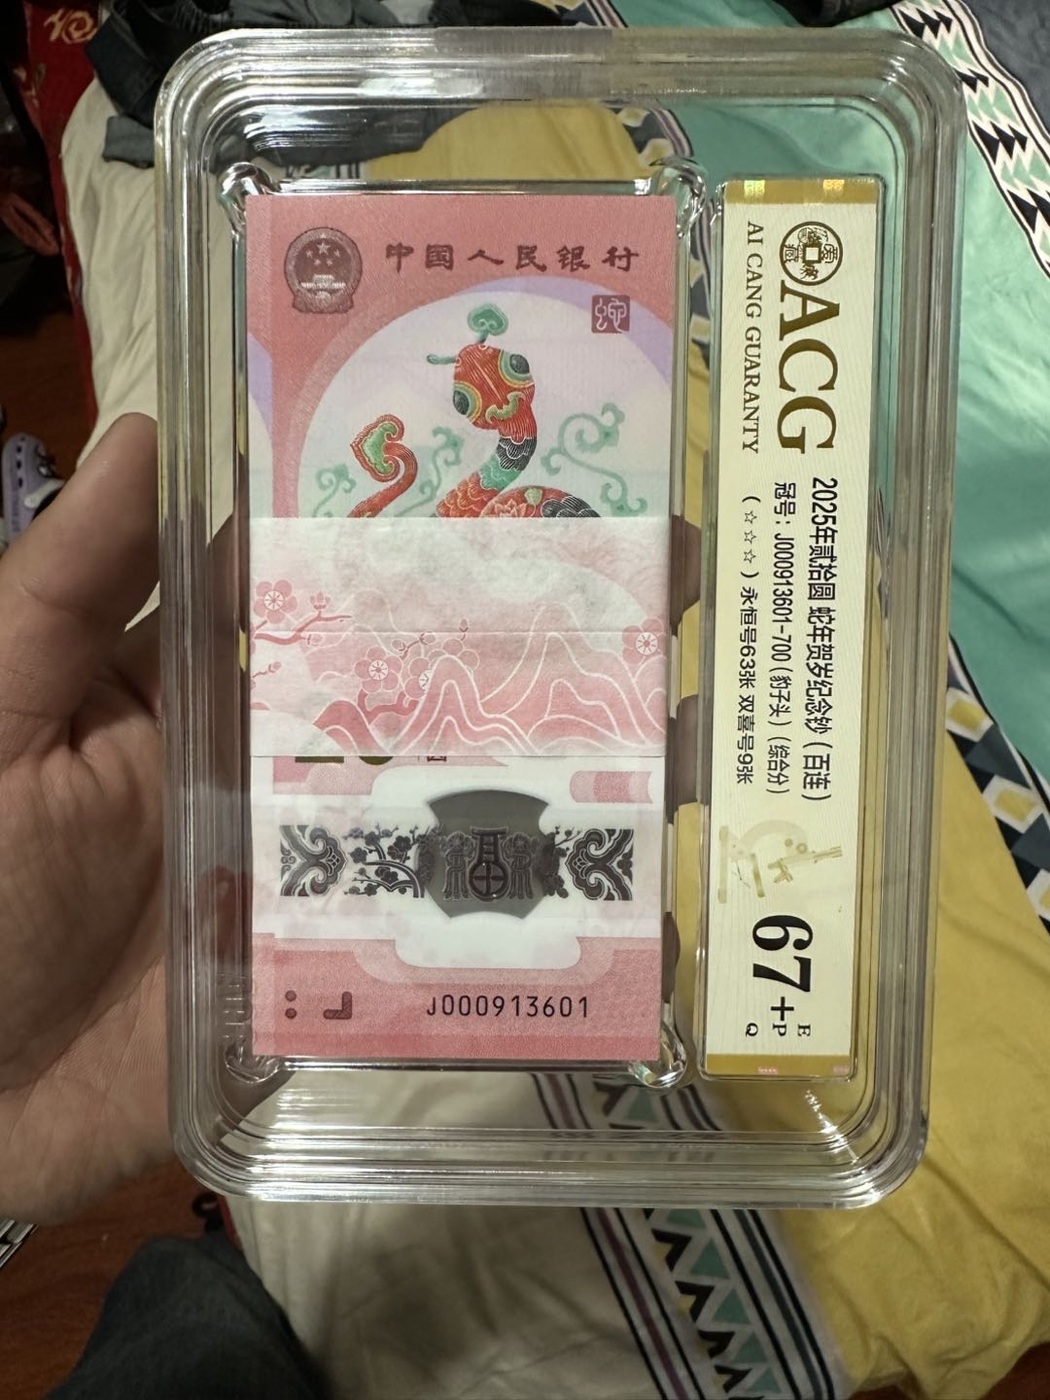 中国人民银行
J000913601
ACG
AI CANG GUARANTY
2025年贰拾圆 蛇年贺岁纪念钞(百连)
冠号:J000913601-700(豹子头)(综给分)
(☆☆☆)永恒号63张 双喜号9张
67+
E
P
Q